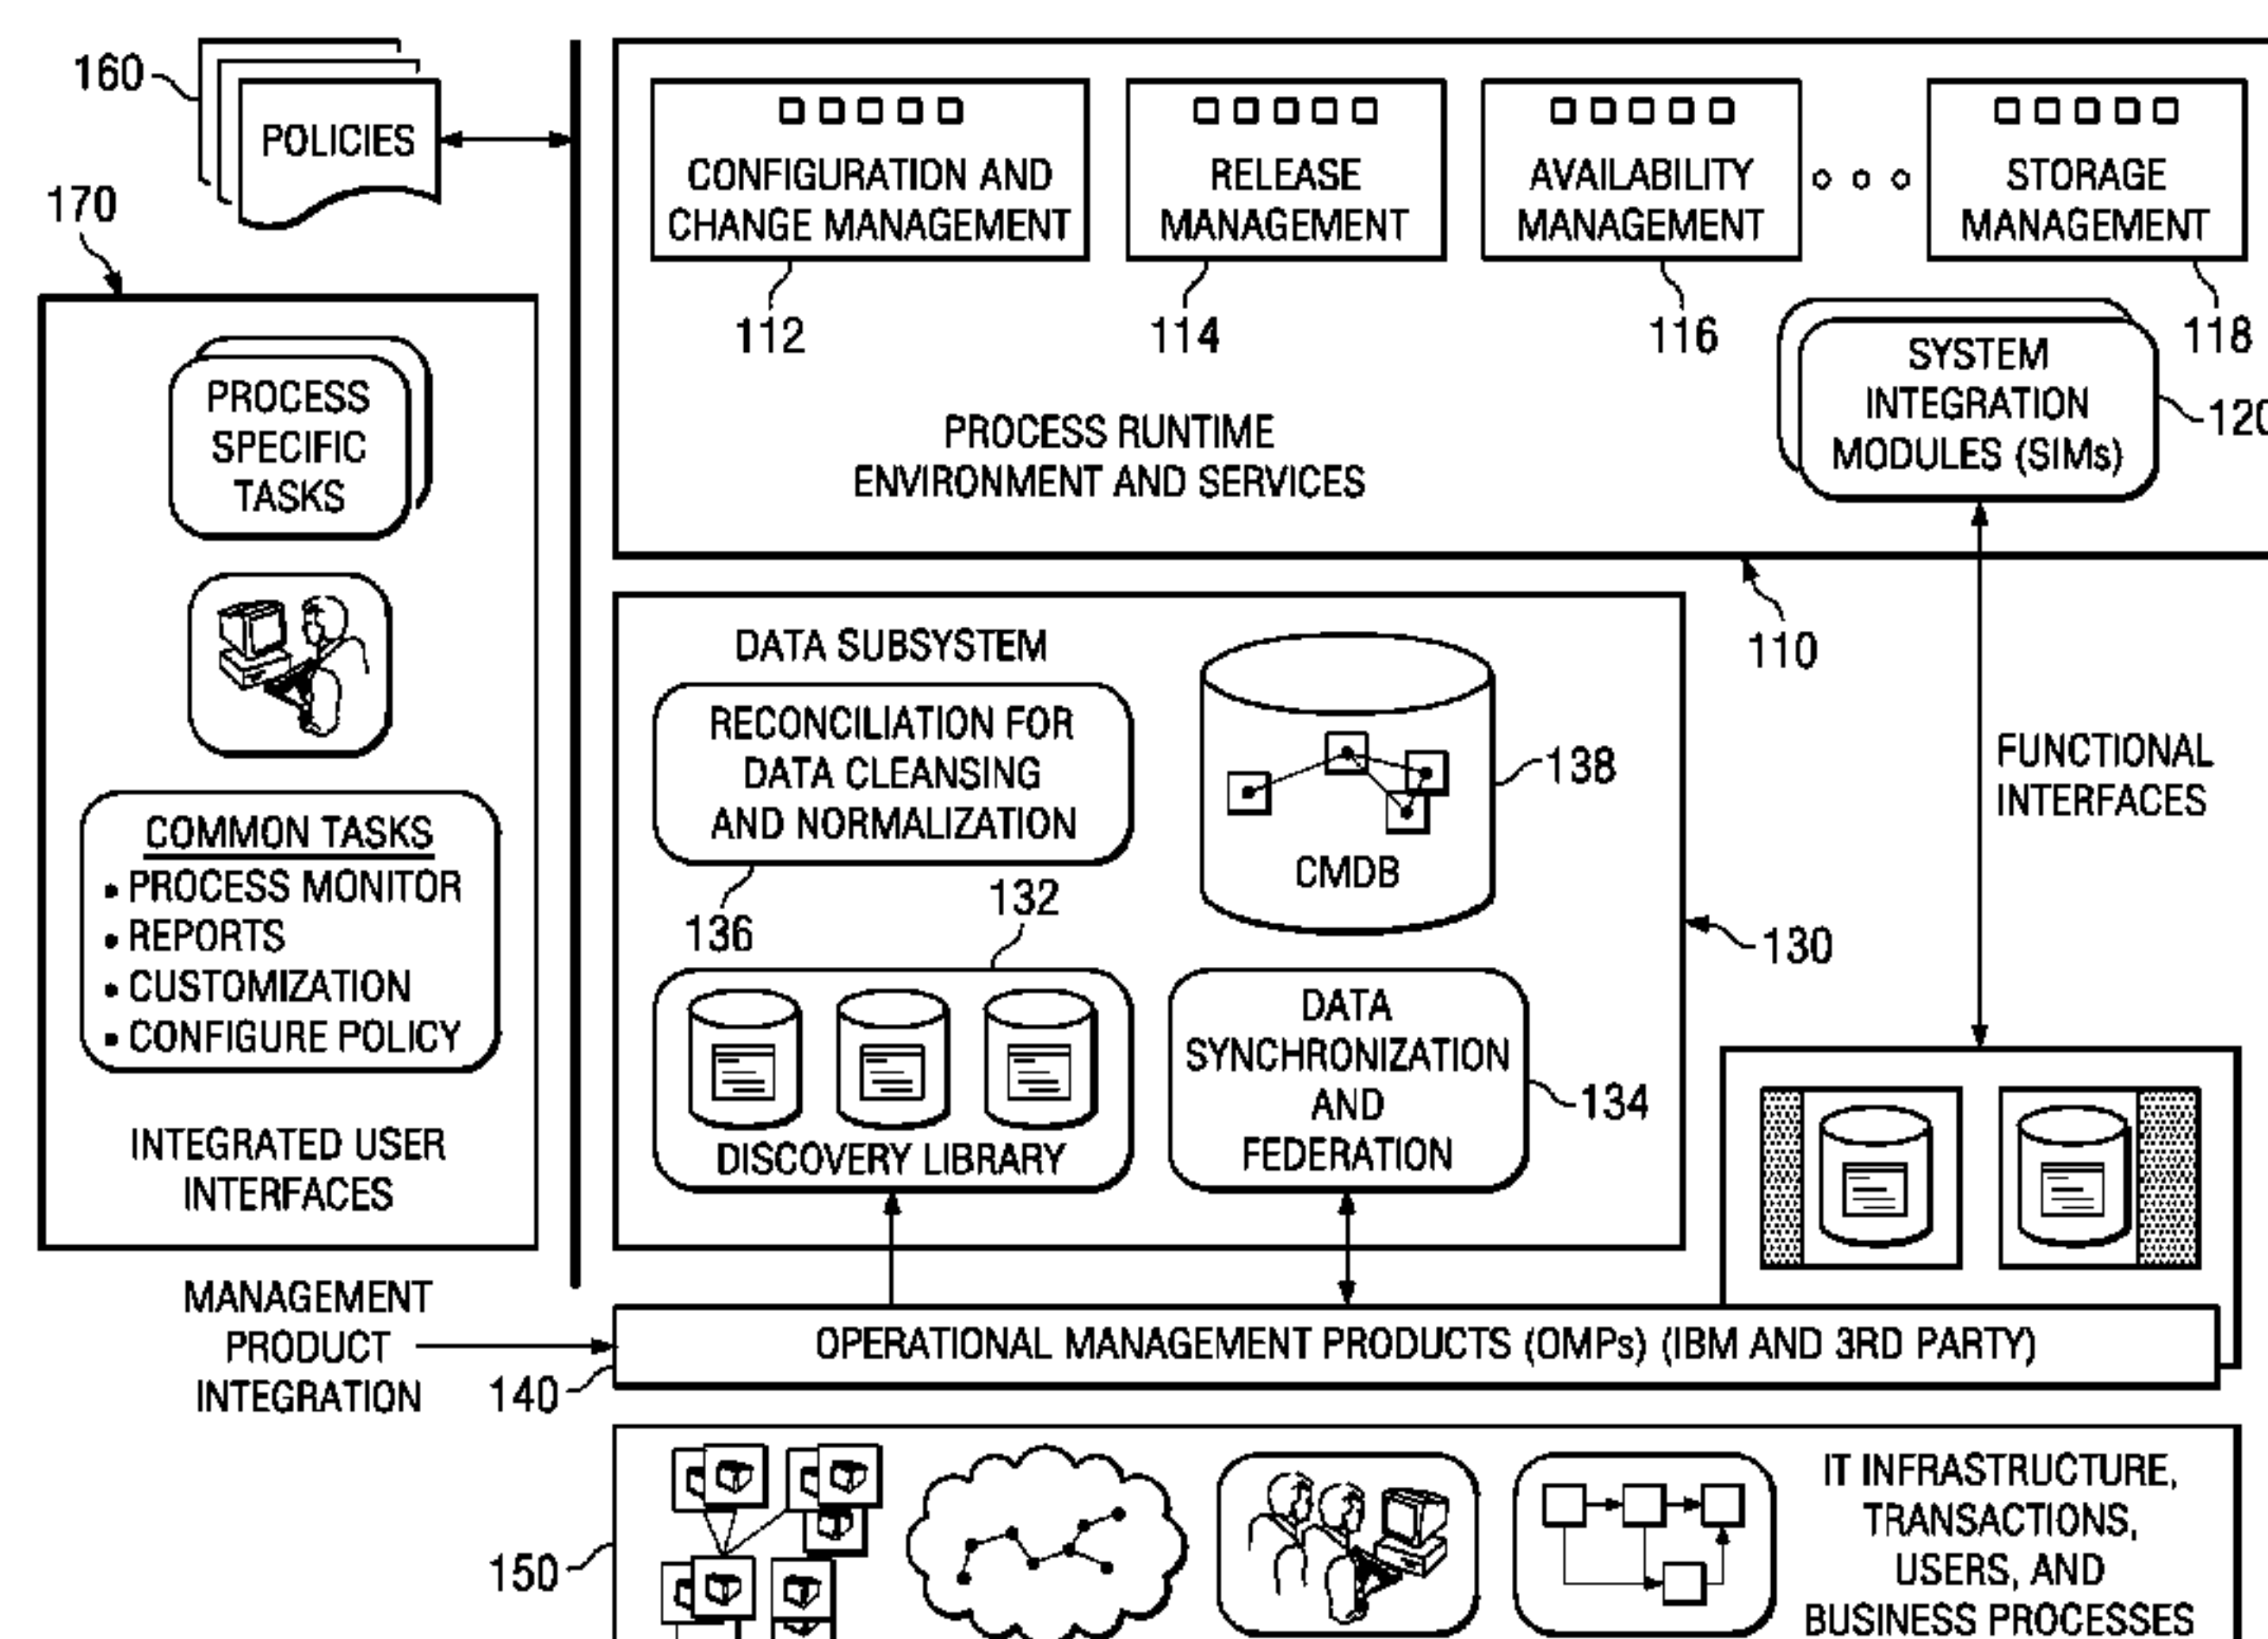 160
POLICIES
170
PROCESS
SPECIFIC
TASKS
COMMON TASKS
• PROCESS MONITOR
• REPORTS
• CUSTOMIZATION
• CONFIGURE POLICY
INTEGRATED USER
INTERFACES
CONFIGURATION AND
CHANGE MANAGEMENT
112
RELEASE
MANAGEMENT
114
AVAILABILITY
MANAGEMENT
116
STORAGE
MANAGEMENT
118
PROCESS RUNTIME
ENVIRONMENT AND SERVICES
SYSTEM
INTEGRATION
MODULES (SIMs)
120
110
DATA SUBSYSTEM
RECONCILIATION FOR
DATA CLEANSING
AND NORMALIZATION
136
CMDB
138
132
DISCOVERY LIBRARY
DATA
SYNCHRONIZATION
AND
FEDERATION
134
130
FUNCTIONAL
INTERFACES
MANAGEMENT
PRODUCT
INTEGRATION
140
OPERATIONAL MANAGEMENT PRODUCTS (OMPs) (IBM AND 3RD PARTY)
150
IT INFRASTRUCTURE,
TRANSACTIONS,
USERS, AND
BUSINESS PROCESSES